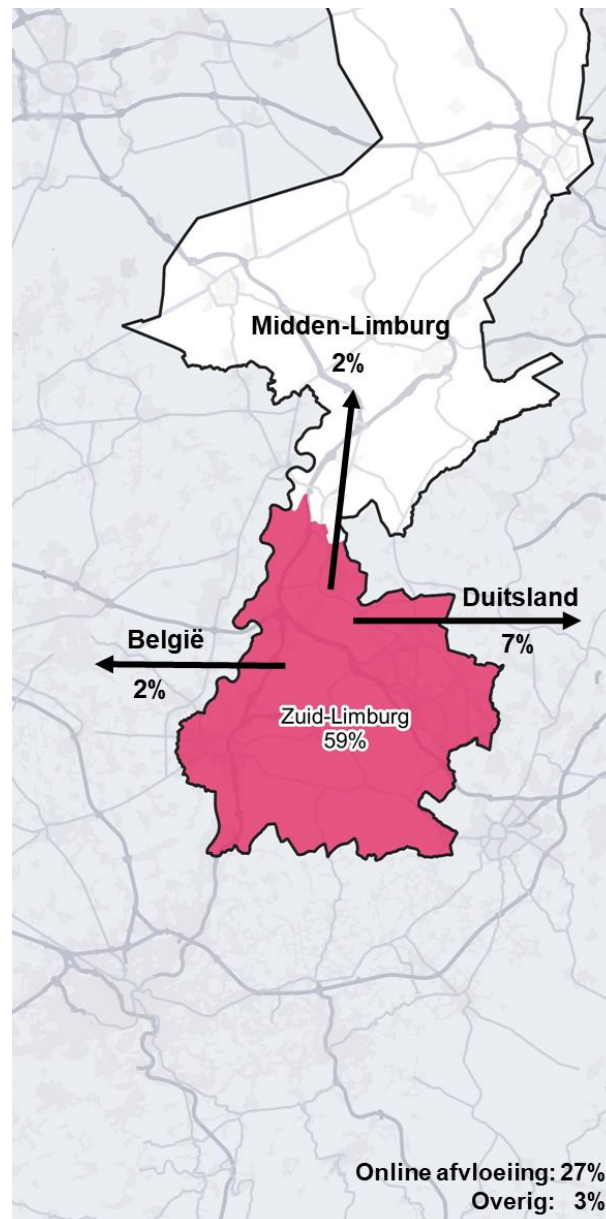 Midden-Limburg
2%
Duitsland
7%
België
2%
Zuid-Limburg
59%
Online afvloeiing: 27%
Overig: 3%